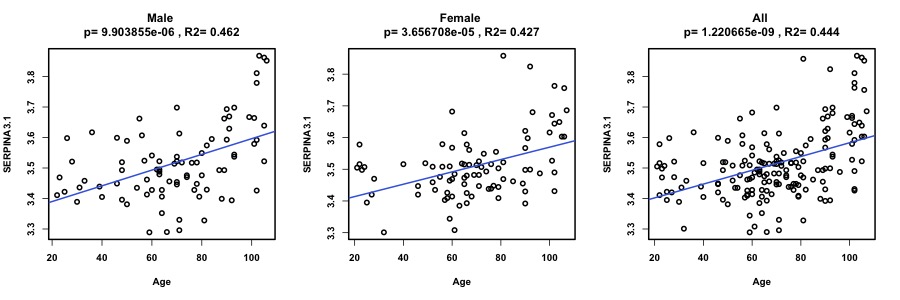 Male
p= 9.903855e-06 , R2= 0.462
SERPINA3.1
3.8
3.7
3.6
3.5
3.4
3.3
20 40 60 80 100
Age
Female
p= 3.656708e-05 , R2= 0.427
SERPINA3.1
3.8
3.7
3.6
3.5
3.4
3.3
20 40 60 80 100
Age
All
p= 1.220665e-09 , R2= 0.444
SERPINA3.1
3.8
3.7
3.6
3.5
3.4
3.3
20 40 60 80 100
Age